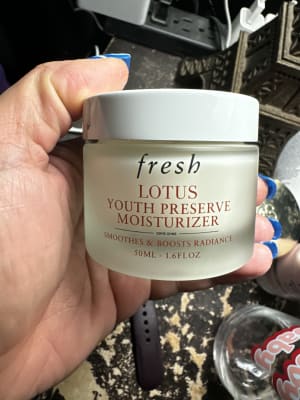 fresh
LOTUS
YOUTH PRESERVE
MOISTURIZER
SMOOTHES & BOOSTS RADIANCE
50ML · 1.6FLOZ